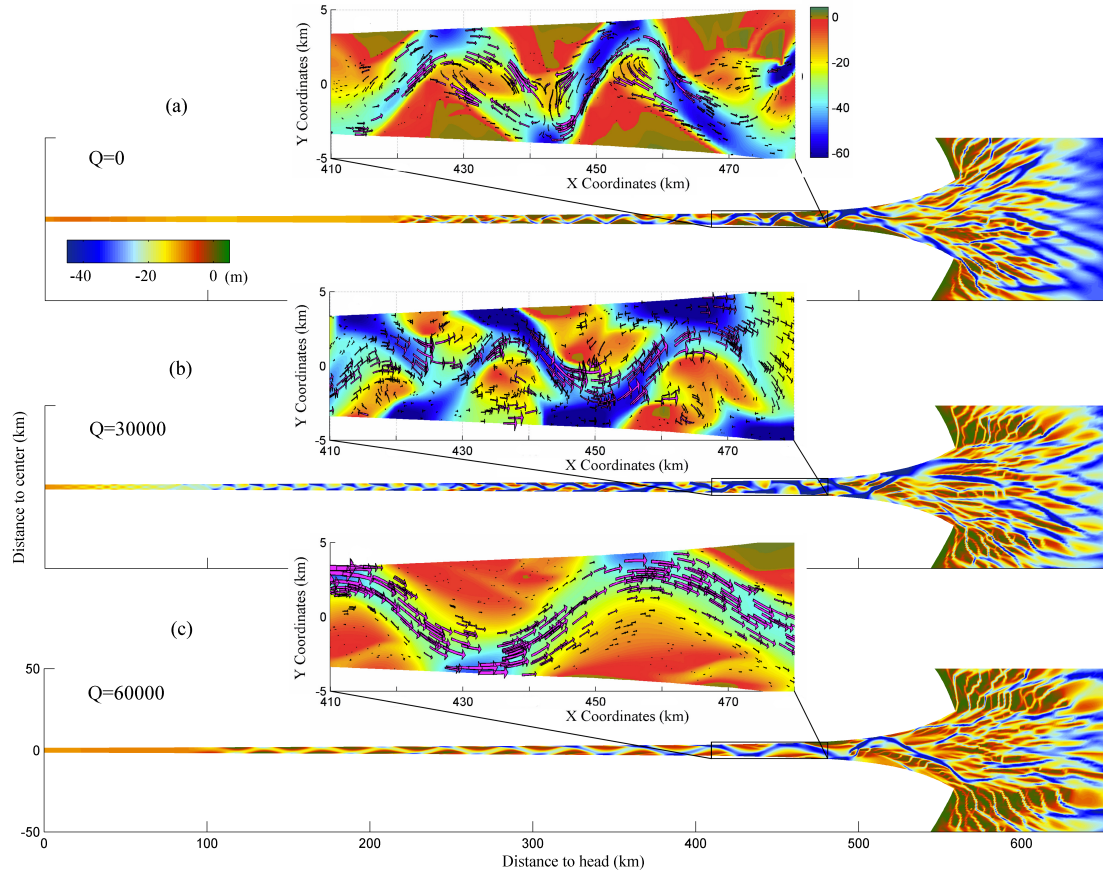 5
0
-5
Y Coordinates (km)
410
430
450
470
X Coordinates (km)
0
-20
-40
-60
(a)
Q=0
-40
-20
0
(m)
5
0
-5
Y Coordinates (km)
410
430
450
470
X Coordinates (km)
(b)
Q=30000
Distance to center (km)
5
0
-5
Y Coordinates (km)
410
430
450
470
X Coordinates (km)
(c)
Q=60000
50
0
-50
0
100
200
300
400
500
600
Distance to head (km)